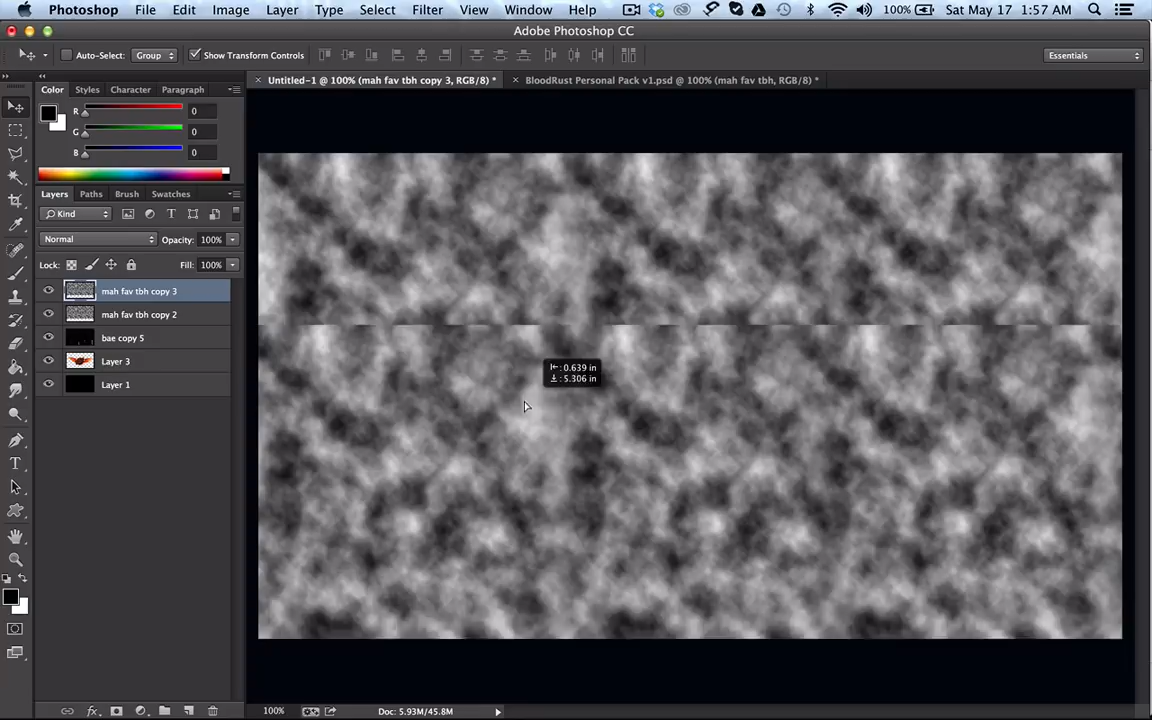 Photoshop File Edit Image Layer Type Select Filter View Window Help 100% Sat May 17 1:57 AM
Adobe Photoshop CC
Auto-Select: Group Show Transform Controls Essentials
Untitled-1 @ 100% (mah fav tbh copy 3, RGB/8) * BloodRust Personal Pack v1.psd @ 100% (mah fav tbh, RGB/8) *
Color Styles Character Paragraph
R 0
G 0
B 0
Layers Paths Brush Swatches
Kind
Normal Opacity: 100%
Lock: Fill: 100%
mah fav tbh copy 3
mah fav tbh copy 2
bae copy 5
Layer 3
Layer 1
: 0.639 in
: 5.306 in
100% Doc: 5.93M/45.8M